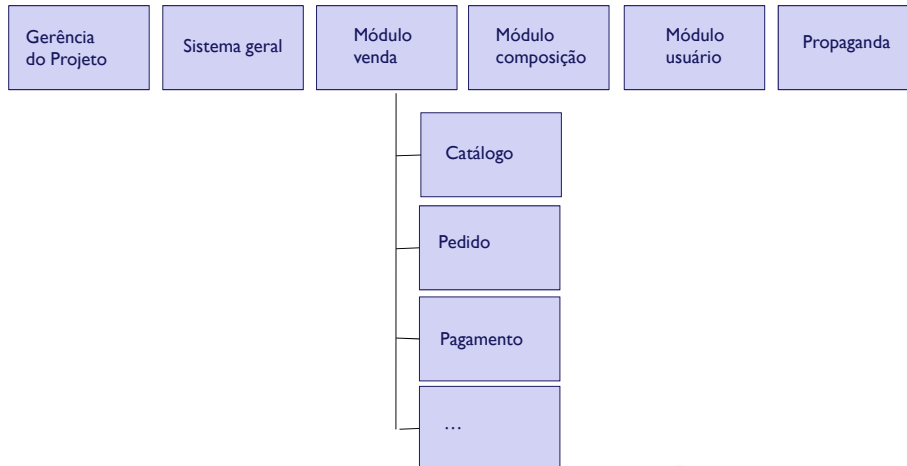 Gerência
do Projeto
Sistema geral
Módulo
venda
Módulo
composição
Módulo
usuário
Propaganda
Catálogo
Pedido
Pagamento
…